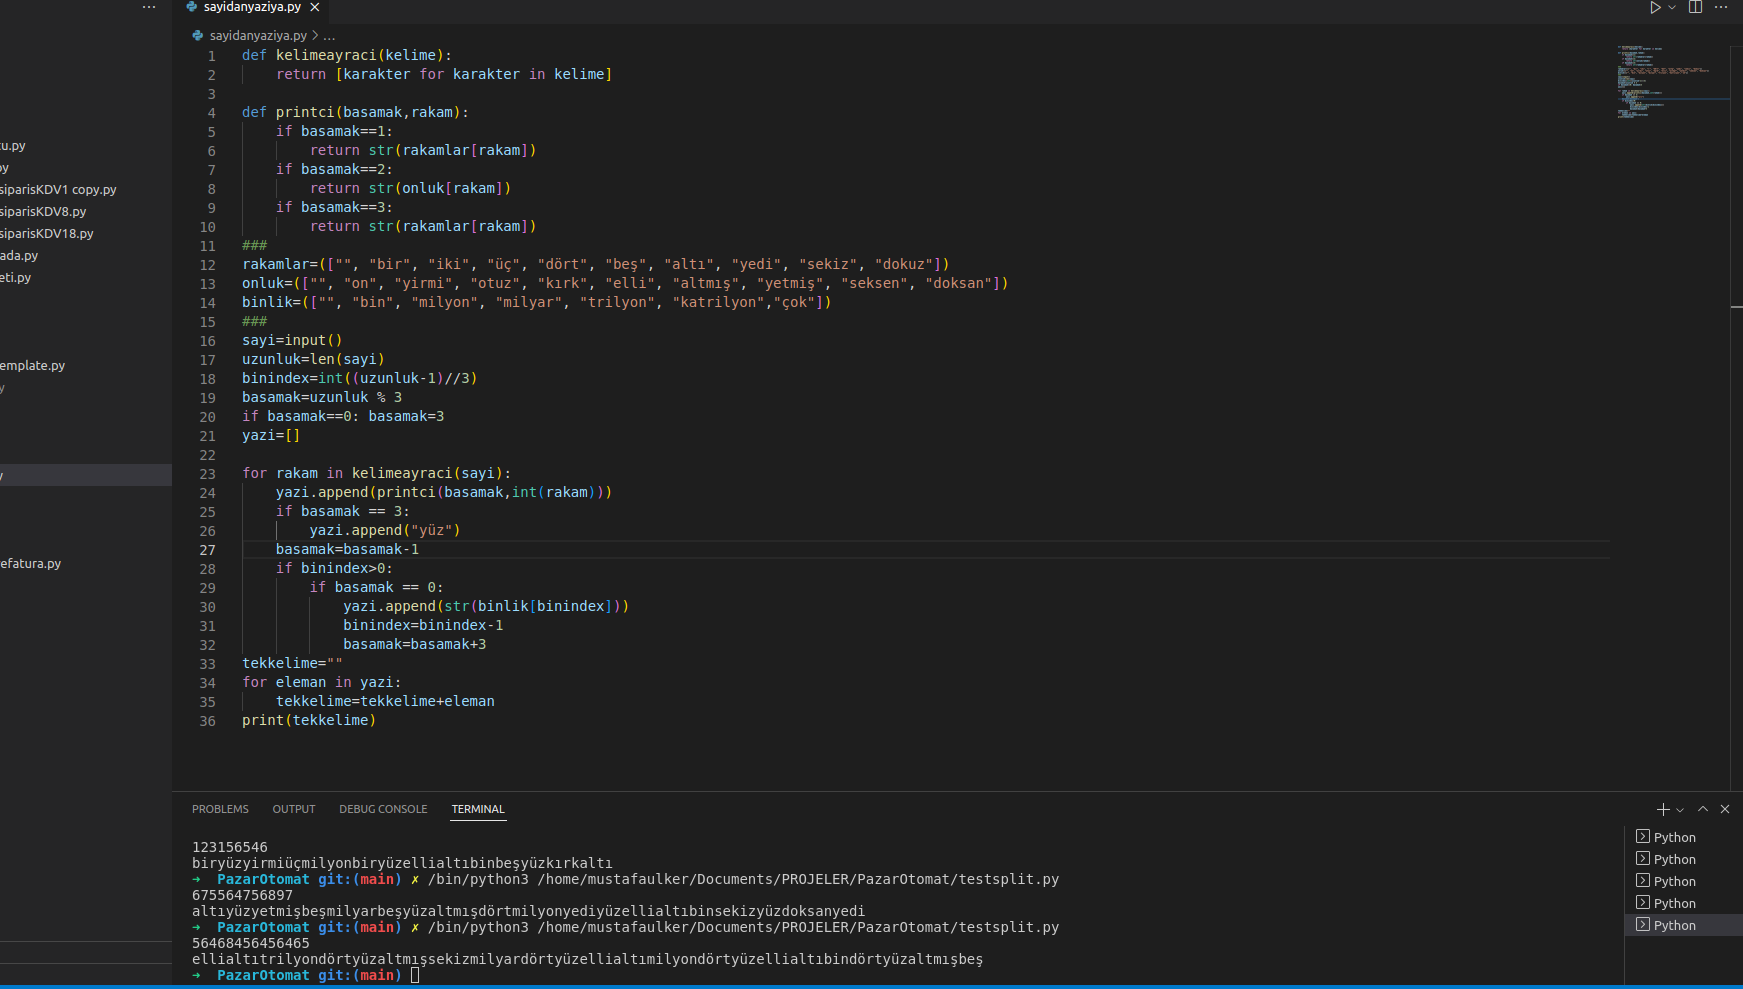 sayidanyaziya.py
sayidanyaziya.py > ...
u.py
py
siparisKDV1 copy.py
siparisKDV8.py
siparisKDV18.py
ada.py
eti.py
emplate.py
y
y
efatura.py
1 def kelimeayraci(kelime):
2 return [karakter for karakter in kelime]
3
4 def printci(basamak,rakam):
5 if basamak==1:
6 return str(rakamlar[rakam])
7 if basamak==2:
8 return str(onluk[rakam])
9 if basamak==3:
10 return str(rakamlar[rakam])
11 ###
12 rakamlar=(["", "bir", "iki", "üç", "dört", "beş", "altı", "yedi", "sekiz", "dokuz"])
13 onluk=(["", "on", "yirmi", "otuz", "kırk", "elli", "altmış", "yetmiş", "seksen", "doksan"])
14 binlik=(["", "bin", "milyon", "milyar", "trilyon", "katrilyon","çok"])
15 ###
16 sayi=input()
17 uzunluk=len(sayi)
18 binindex=int((uzunluk-1)//3)
19 basamak=uzunluk % 3
20 if basamak==0: basamak=3
21 yazi=[]
22
23 for rakam in kelimeayraci(sayi):
24 yazi.append(printci(basamak,int(rakam)))
25 if basamak == 3:
26 yazi.append("yüz")
27 basamak=basamak-1
28 if binindex>0:
29 if basamak == 0:
30 yazi.append(str(binlik[binindex]))
31 binindex=binindex-1
32 basamak=basamak+3
33 tekkelime=""
34 for eleman in yazi:
35 tekkelime=tekkelime+eleman
36 print(tekkelime)
PROBLEMS OUTPUT DEBUG CONSOLE TERMINAL
123156546
biryüzyirmiüçmilyonbiryüzellialtıbinbeşyüzkırkaltı
➜ PazarOtomat git:(main) ✗ /bin/python3 /home/mustafaulker/Documents/PROJELER/PazarOtomat/testsplit.py
675564756897
altıyüzyetmişbeşmilyarbeşyüzaltmışdörtmilyonyediyüzellialtıbinsekizyüzdoksanyedi
➜ PazarOtomat git:(main) ✗ /bin/python3 /home/mustafaulker/Documents/PROJELER/PazarOtomat/testsplit.py
56468456456465
ellialtıtrilyondörtyüzaltmışsekizmilyardörtyüzellialtımilyondörtyüzellialtıbindörtyüzaltmışbeş
➜ PazarOtomat git:(main) ✗
Python
Python
Python
Python
Python